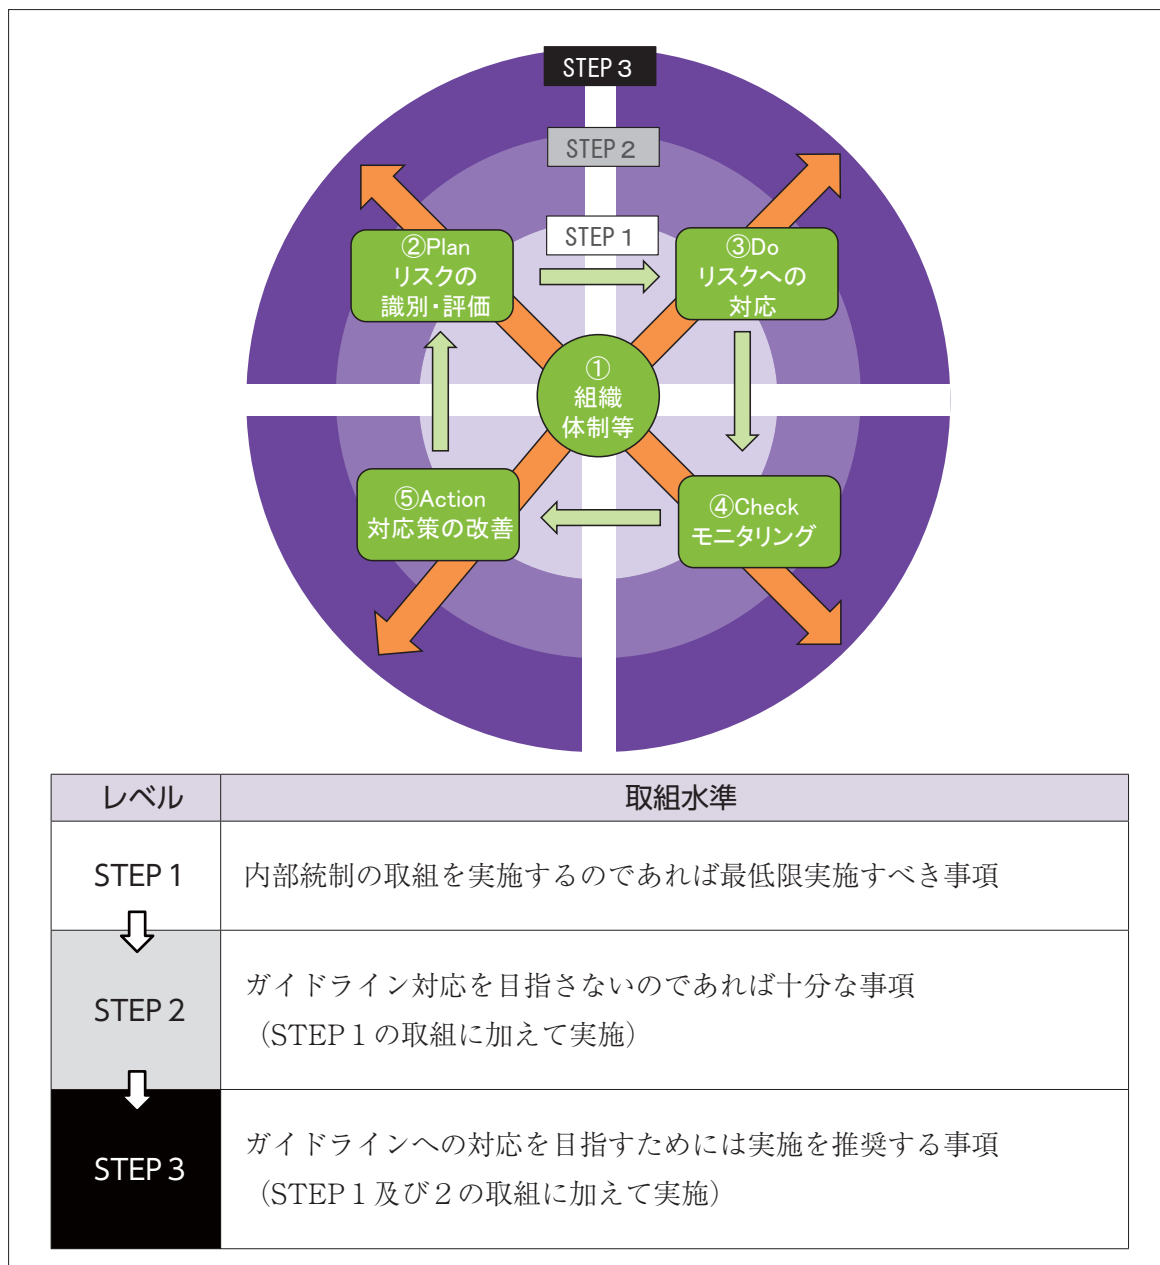 STEP 3
STEP 2
STEP 1
②Plan
リスクの
識別・評価
③Do
リスクへの
対応
①
組織
体制等
⑤Action
対応策の改善
④Check
モニタリング
レベル 取組水準
STEP 1 内部統制の取組を実施するのであれば最低限実施すべき事項
STEP 2 ガイドライン対応を目指さないのであれば十分な事項
（STEP１の取組に加えて実施）
STEP 3 ガイドラインへの対応を目指すためには実施を推奨する事項
（STEP１及び２の取組に加えて実施）